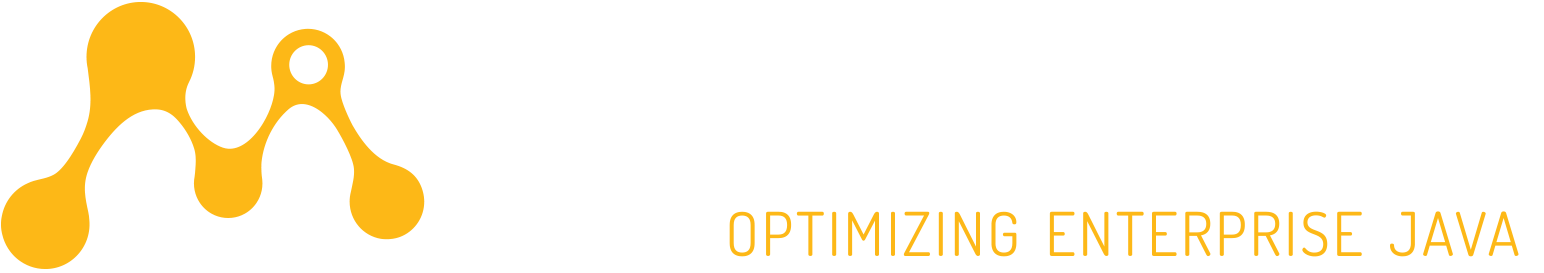 OPTIMIZING ENTERPRISE JAVA